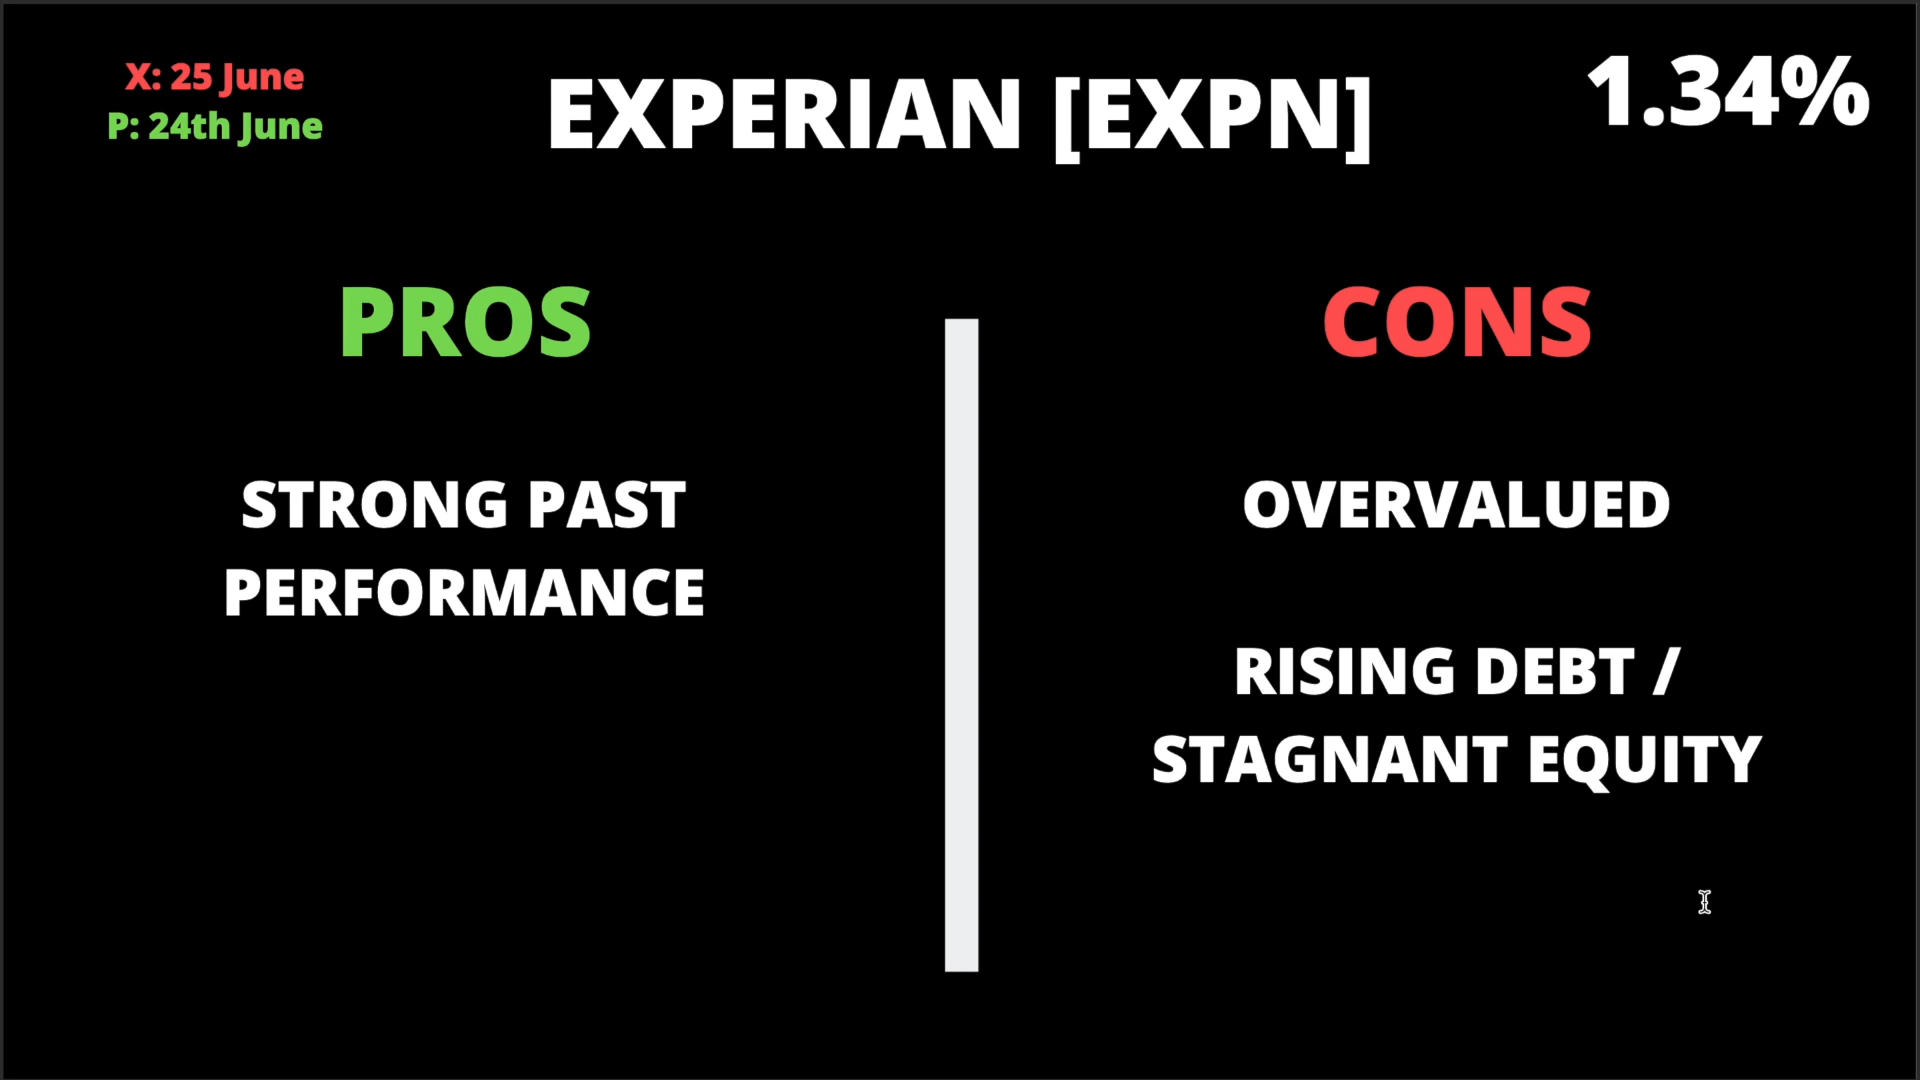 X: 25 June
P: 24th June
EXPERIAN [EXPN]
1.34%
PROS
STRONG PAST
PERFORMANCE
CONS
OVERVALUED
RISING DEBT /
STAGNANT EQUITY